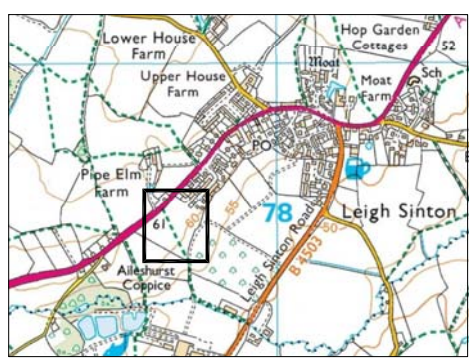 Lower House
Farm
Hop Garden
Cottages
52
A
Upper House
Farm
Moat
Sch
Moat
Farm
PO
Pipe Elm
Farm
61
60
55
78
Leigh Sinton
50
Leigh Sinton Road
B 4503
Aileshurst
Coppice